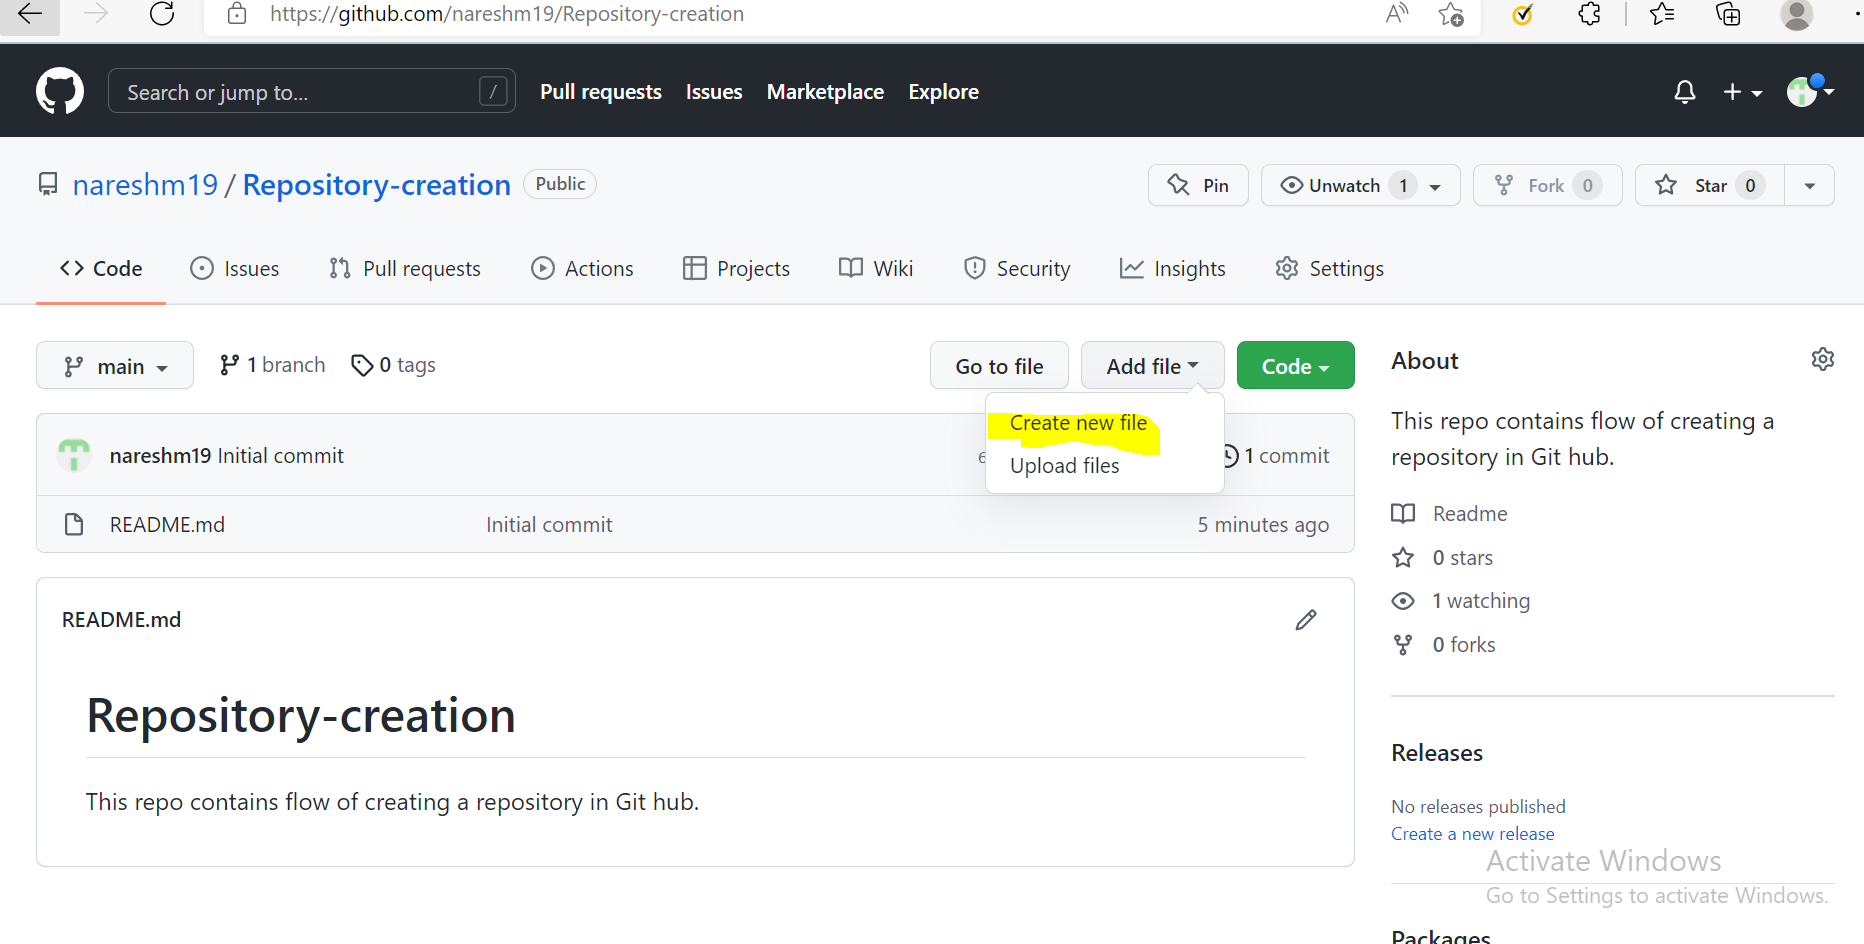 https://github.com/nareshm19/Repository-creation
Search or jump to... /
Pull requests Issues Marketplace Explore
nareshm19 / Repository-creation Public
Pin Unwatch 1 Fork 0 Star 0
<> Code Issues Pull requests Actions Projects Wiki Security Insights Settings
main 1 branch 0 tags Go to file Add file Code
Create new file
Upload files
nareshm19 Initial commit 1 commit
README.md Initial commit 5 minutes ago
README.md
Repository-creation
This repo contains flow of creating a repository in Git hub.
About
This repo contains flow of creating a
repository in Git hub.
Readme
0 stars
1 watching
0 forks
Releases
No releases published
Create a new release
Activate Windows
Go to Settings to activate Windows.
Packages